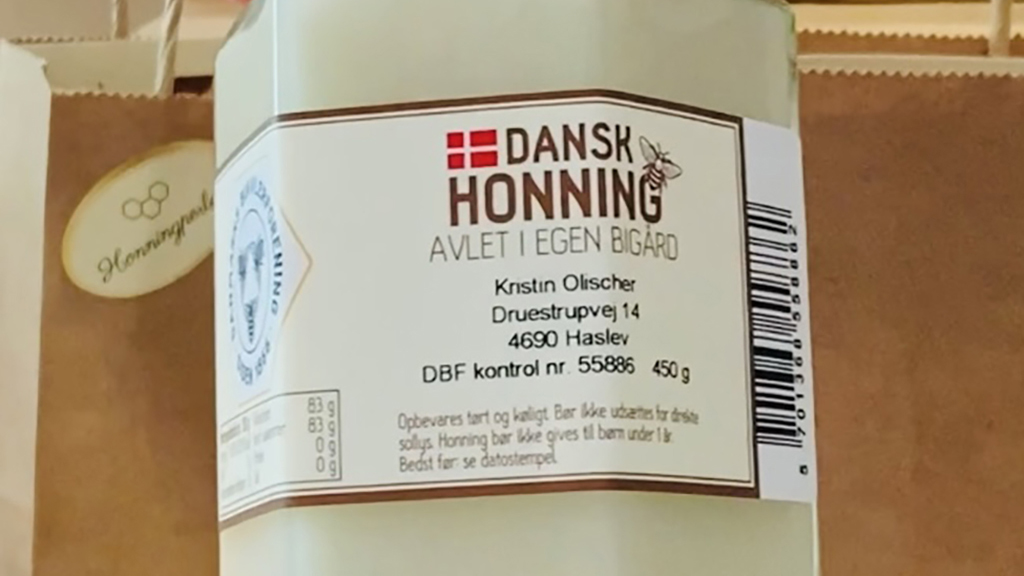 DANSK
HONNING
AVLET I EGEN BIGÅRD
Kristin Olischer
Druestrupvej 14
4690 Haslev
DBF kontrol nr. 55886 450 g
Opbevares tørt og køligt. Bør ikke udsættes for direkte
sollys. Honning bør ikke gives til børn under 1 år.
Bedst før: se datostempel
83 g
83 g
0 g
0 g